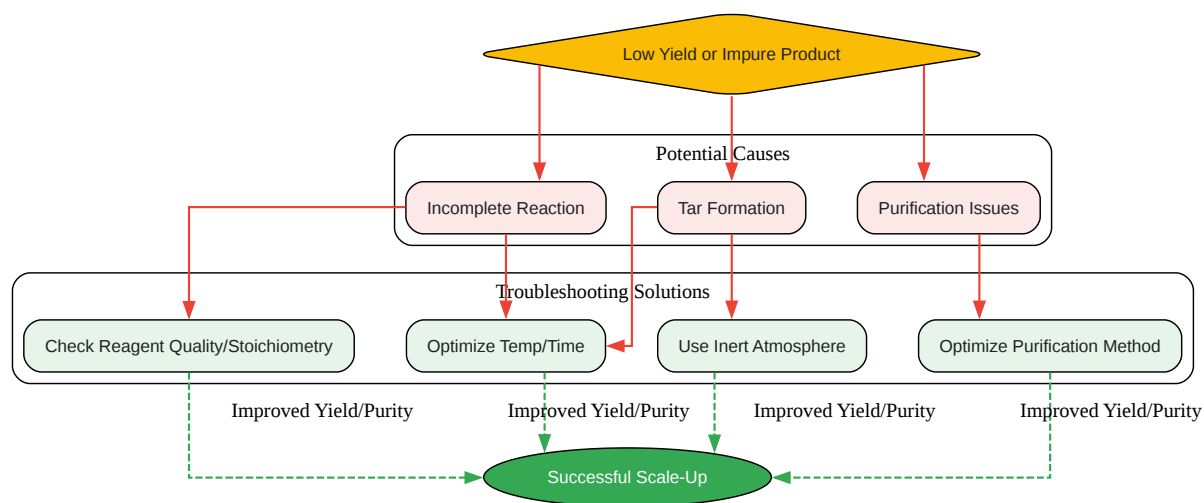 Low Yield or Impure Product
Potential Causes
Incomplete Reaction
Tar Formation
Purification Issues
Troubleshooting Solutions
Check Reagent Quality/Stoichiometry
Optimize Temp/Time
Use Inert Atmosphere
Optimize Purification Method
Improved Yield/Purity
Improved Yield/Purity
Improved Yield/Purity
Improved Yield/Purity
Successful Scale-Up